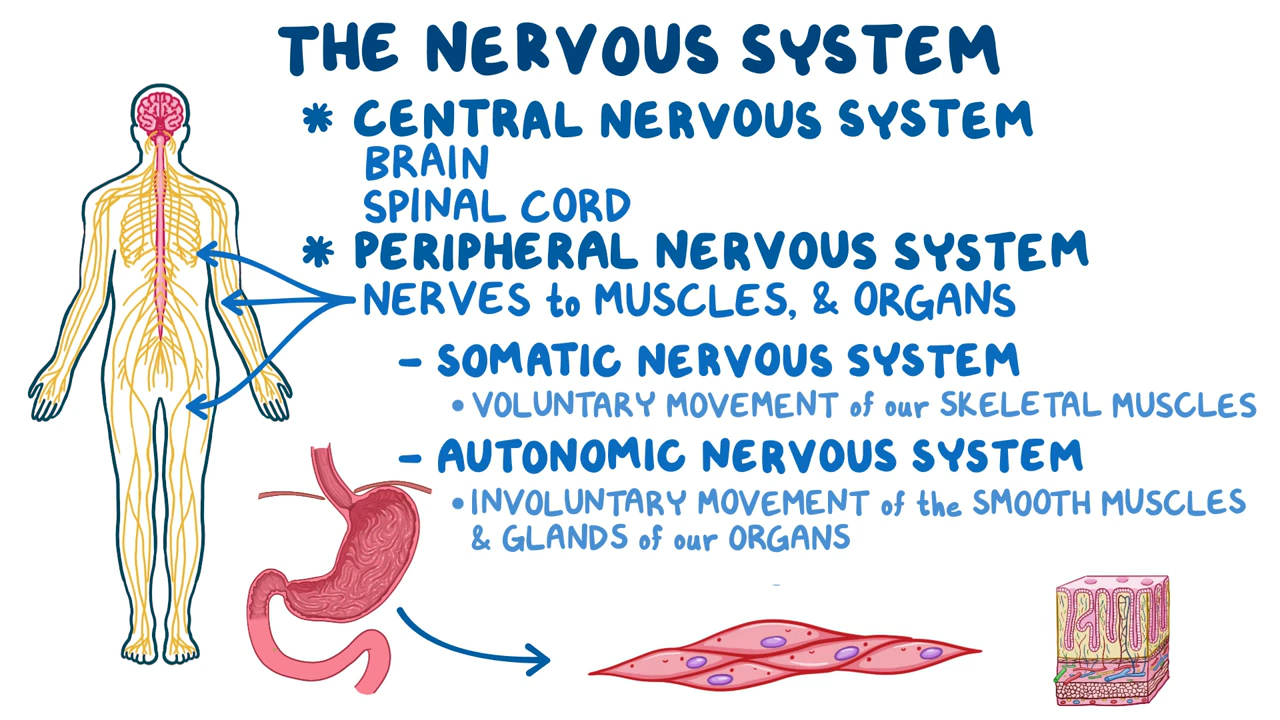 THE NERVOUS SYSTEM
* CENTRAL NERVOUS SYSTEM
BRAIN
SPINAL CORD
* PERIPHERAL NERVOUS SYSTEM
NERVES to MUSCLES, & ORGANS
- SOMATIC NERVOUS SYSTEM
• VOLUNTARY MOVEMENT of our SKELETAL MUSCLES
- AUTONOMIC NERVOUS SYSTEM
• INVOLUNTARY MOVEMENT of the SMOOTH MUSCLES
& GLANDS of our ORGANS